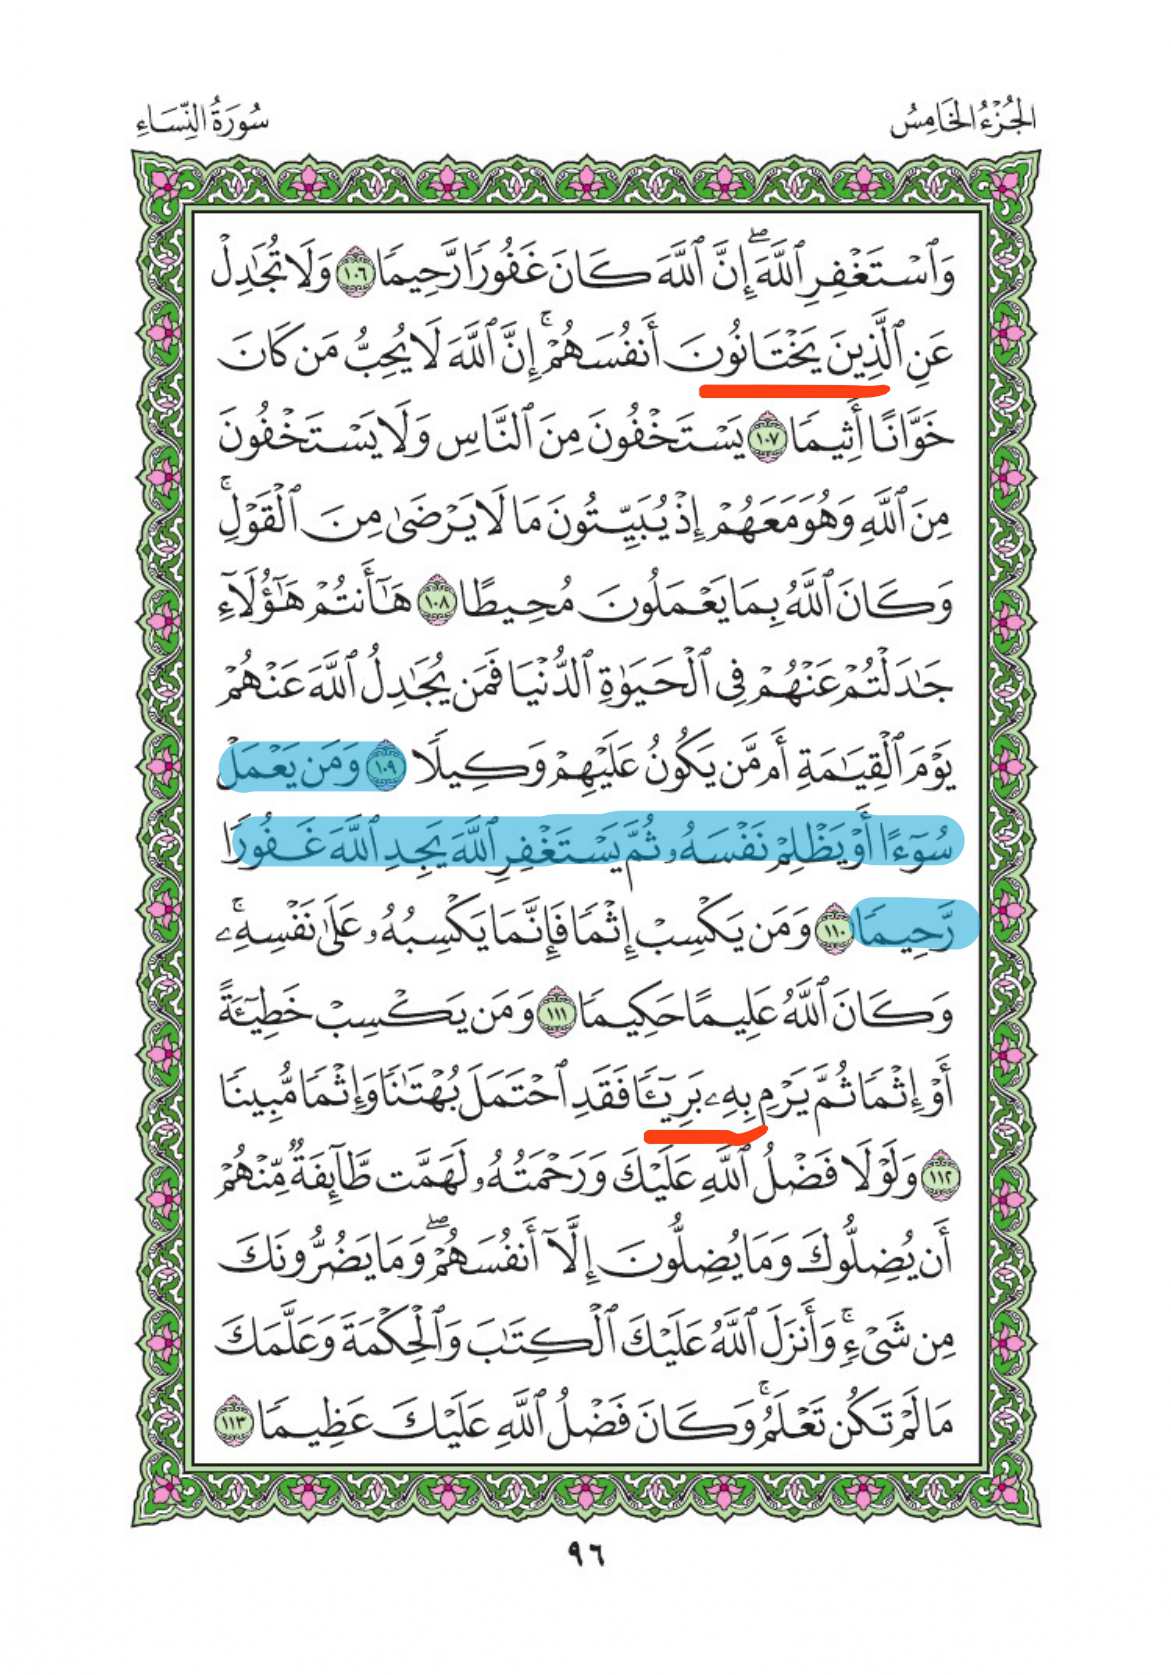 الجُزْءُ الخَامِسُ
سُورَةُ النِّسَاءِ
وَٱسْتَغْفِرِ ٱللَّهَۖ إِنَّ ٱللَّهَ كَانَ غَفُورًا رَّحِيمًا ١٠٦ وَلَا تُجَٰدِلْ
عَنِ ٱلَّذِينَ يَخْتَانُونَ أَنفُسَهُمْۚ إِنَّ ٱللَّهَ لَا يُحِبُّ مَن كَانَ
خَوَّانًا أَثِيمًا ١٠٧ يَسْتَخْفُونَ مِنَ ٱلنَّاسِ وَلَا يَسْتَخْفُونَ
مِنَ ٱللَّهِ وَهُوَ مَعَهُمْ إِذْ يُبَيِّتُونَ مَا لَا يَرْضَىٰ مِنَ ٱلْقَوْلِۚ
وَكَانَ ٱللَّهُ بِمَا يَعْمَلُونَ مُحِيطًا ١٠٨ هَٰٓأَنتُمْ هَٰٓؤُلَآءِ
جَٰدَلْتُمْ عَنْهُمْ فِى ٱلْحَيَوٰةِ ٱلدُّنْيَا فَمَن يُجَٰدِلُ ٱللَّهَ عَنْهُمْ
يَوْمَ ٱلْقِيَٰمَةِ أَم مَّن يَكُونُ عَلَيْهِمْ وَكِيلًا ١٠٩ وَمَن يَعْمَلْ
سُوٓءًا أَوْ يَظْلِمْ نَفْسَهُۥ ثُمَّ يَسْتَغْفِرِ ٱللَّهَ يَجِدِ ٱللَّهَ غَفُورًا
رَّحِيمًا ١١٠ وَمَن يَكْسِبْ إِثْمًا فَإِنَّمَا يَكْسِبُهُۥ عَلَىٰ نَفْسِهِۦۚ
وَكَانَ ٱللَّهُ عَلِيمًا حَكِيمًا ١١١ وَمَن يَكْسِبْ خَطِيٓـَٔةً
أَوْ إِثْمًا ثُمَّ يَرْمِ بِهِۦ بَرِيٓـًٔا فَقَدِ ٱحْتَمَلَ بُهْتَٰنًا وَإِثْمًا مُّبِينًا
١١٢ وَلَوْلَا فَضْلُ ٱللَّهِ عَلَيْكَ وَرَحْمَتُهُۥ لَهَمَّت طَّآئِفَةٌ مِّنْهُمْ
أَن يُضِلُّوكَ وَمَا يُضِلُّونَ إِلَّآ أَنفُسَهُمْۖ وَمَا يَضُرُّونَكَ
مِن شَىْءٍۚ وَأَنزَلَ ٱللَّهُ عَلَيْكَ ٱلْكِتَٰبَ وَٱلْحِكْمَةَ وَعَلَّمَكَ
مَا لَمْ تَكُن تَعْلَمُۚ وَكَانَ فَضْلُ ٱللَّهِ عَلَيْكَ عَظِيمًا ١١٣
٩٦